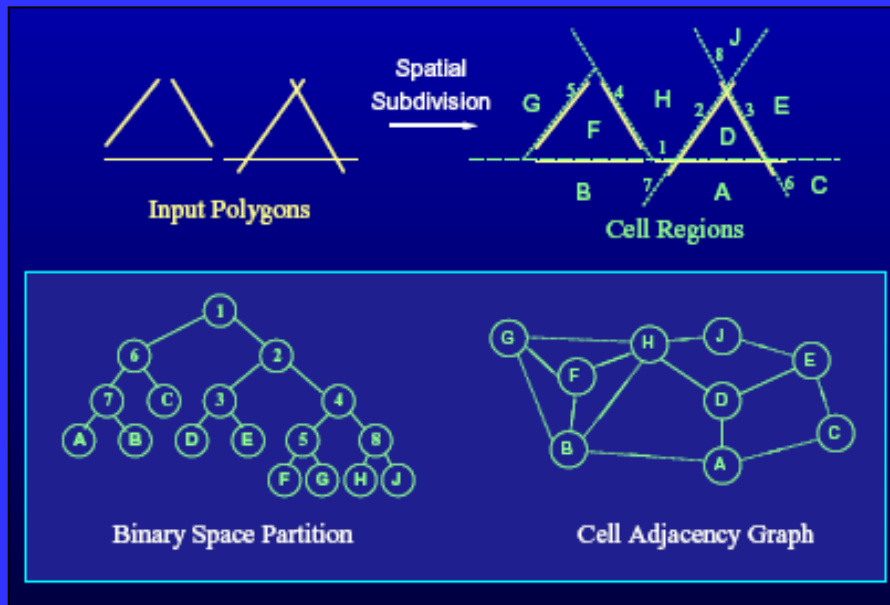 Spatial
Subdivision
Input Polygons
J
8
G
5
4
H
2
3
E
F
D
1
B
7
A
6
C
Cell Regions
1
6
2
7
C
3
4
A
B
D
E
5
8
F
G
H
J
Binary Space Partition
G
H
J
F
E
D
B
A
C
Cell Adjacency Graph